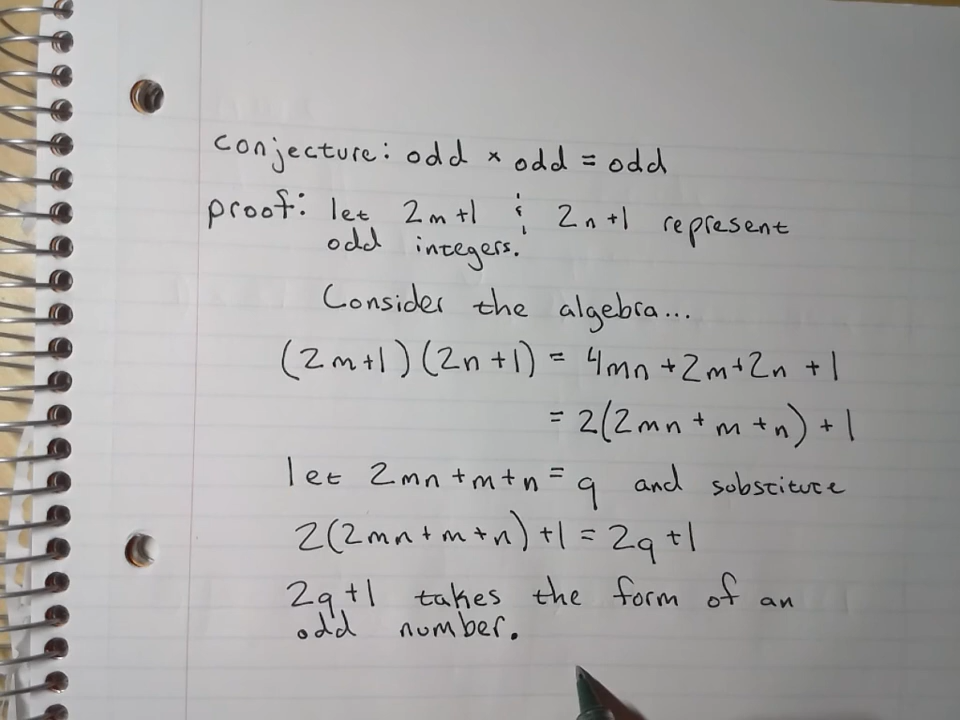 conjecture: odd × odd = odd
proof: let 2m+1 & 2n+1 represent
odd integers.
Consider the algebra...
(2m+1)(2n+1) = 4mn+2m+2n+1
= 2(2mn+m+n)+1
let 2mn+m+n=q and substitute
2(2mn+m+n)+1=2q+1
2q+1 takes the form of an
odd number.